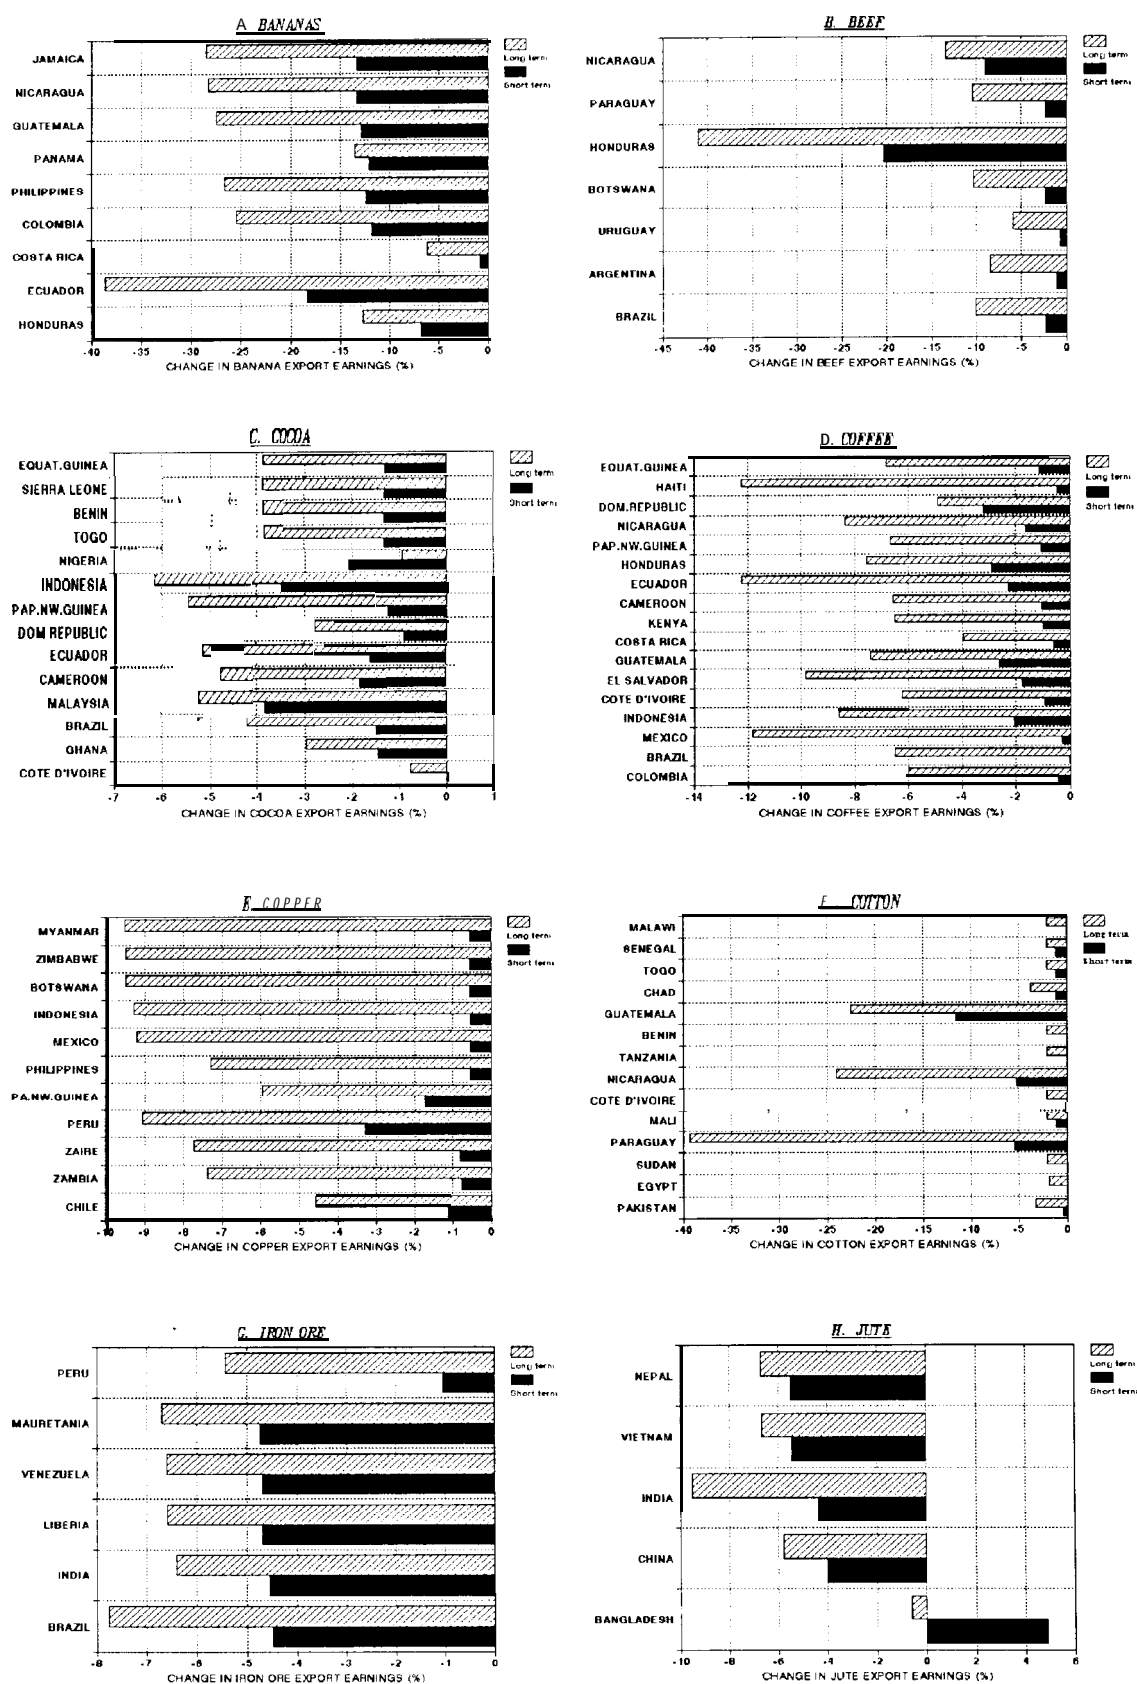 A BANANAS
JAMAICA
NICARAGUA
GUATEMALA
PANAMA
PHILIPPINES
COLOMBIA
COSTA RICA
ECUADOR
HONDURAS
-40 -35 -30 -25 -20 -15 -10 -5 0
CHANGE IN BANANA EXPORT EARNINGS (%)
Long term
Short term
B. BEEF
NICARAGUA
PARAGUAY
HONDURAS
BOTSWANA
URUGUAY
ARGENTINA
BRAZIL
-45 -40 -35 -30 -25 -20 -15 -10 -5 0
CHANGE IN BEEF EXPORT EARNINGS (%)
Long term
Short term
C. COCOA
EQUAT.GUINEA
SIERRA LEONE
BENIN
TOGO
NIGERIA
INDONESIA
PAP.NW.GUINEA
DOM REPUBLIC
ECUADOR
CAMEROON
MALAYSIA
BRAZIL
GHANA
COTE D'IVOIRE
-7 -6 -5 -4 -3 -2 -1 0 1
CHANGE IN COCOA EXPORT EARNINGS (%)
Long term
Short term
D. COFFEE
EQUAT.GUINEA
HAITI
DOM.REPUBLIC
NICARAGUA
PAP.NW.GUINEA
HONDURAS
ECUADOR
CAMEROON
KENYA
COSTA RICA
GUATEMALA
EL SALVADOR
COTE D'IVOIRE
INDONESIA
MEXICO
BRAZIL
COLOMBIA
-14 -12 -10 -8 -6 -4 -2 0
CHANGE IN COFFEE EXPORT EARNINGS (%)
Long term
Short term
E. COPPER
MYANMAR
ZIMBABWE
BOTSWANA
INDONESIA
MEXICO
PHILIPPINES
PA.NW.GUINEA
PERU
ZAIRE
ZAMBIA
CHILE
-10 -9 -8 -7 -6 -5 -4 -3 -2 -1 0
CHANGE IN COPPER EXPORT EARNINGS (%)
Long term
Short term
F. COTTON
MALAWI
SENEGAL
TOGO
CHAD
GUATEMALA
BENIN
TANZANIA
NICARAGUA
COTE D'IVOIRE
MALI
PARAGUAY
SUDAN
EGYPT
PAKISTAN
-40 -35 -30 -25 -20 -15 -10 -5 0
CHANGE IN COTTON EXPORT EARNINGS (%)
Long term
Short term
G. IRON ORE
PERU
MAURETANIA
VENEZUELA
LIBERIA
INDIA
BRAZIL
-8 -7 -6 -5 -4 -3 -2 -1 0
CHANGE IN IRON ORE EXPORT EARNINGS (%)
Long term
Short term
H. JUTE
NEPAL
VIETNAM
INDIA
CHINA
BANGLADESH
-10 -8 -6 -4 -2 0 2 4 6
CHANGE IN JUTE EXPORT EARNINGS (%)
Long term
Short term